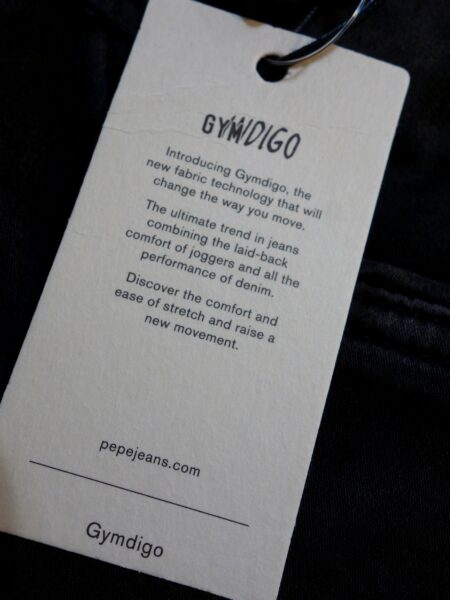 GYMDIGO
Introducing Gymdigo, the
new fabric technology that will
change the way you move.
The ultimate trend in jeans
combining the laid-back
comfort of joggers and all the
performance of denim.
Discover the comfort and
ease of stretch and raise a
new movement.
pepejeans.com
Gymdigo